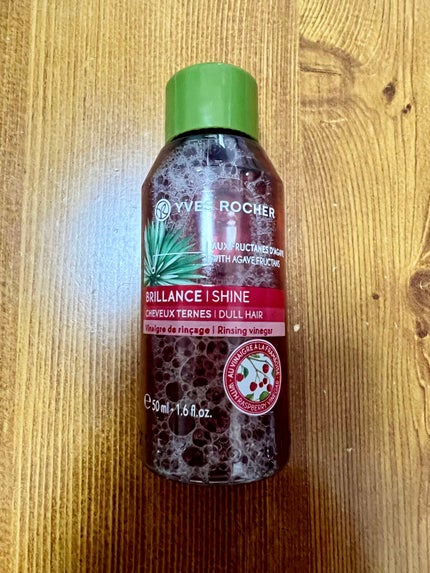 YVES ROCHER
AUX FRUCTANES D'AGAVE
WITH AGAVE FRUCTANS
BRILLANCE | SHINE
CHEVEUX TERNES | DULL HAIR
Vinaigre de rinçage | Rinsing vinegar
AU VINAIGRE À LA FRAMBOISE
WITH RASPBERRY VINEGAR
℮ 50 ml - 1.6 fl.oz.